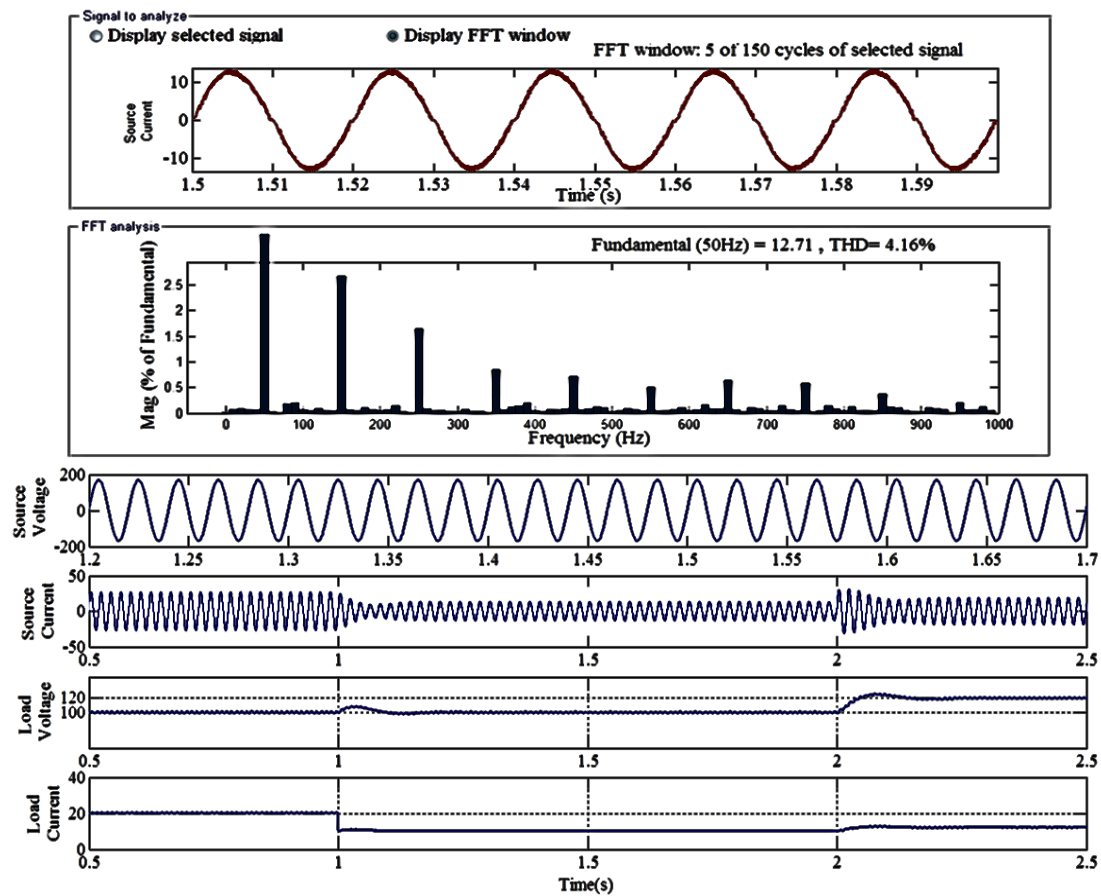 Signal to analyze
Display selected signal
Display FFT window
FFT window: 5 of 150 cycles of selected signal
Source
Current
10
0
-10
1.5 1.51 1.52 1.53 1.54 1.55 1.56 1.57 1.58 1.59
Time (s)
FFT analysis
Fundamental (50Hz) = 12.71 , THD= 4.16%
Mag (% of Fundamental)
2.5
2
1.5
1
0.5
0
0 100 200 300 400 500 600 700 800 900 1000
Frequency (Hz)
Source
Voltage
200
0
-200
1.2 1.25 1.3 1.35 1.4 1.45 1.5 1.55 1.6 1.65 1.7
Source
Current
50
0
-50
0.5 1 1.5 2 2.5
Load
Voltage
120
100
0.5 1 1.5 2 2.5
Load
Current
40
20
0
0.5 1 1.5 2 2.5
Time(s)